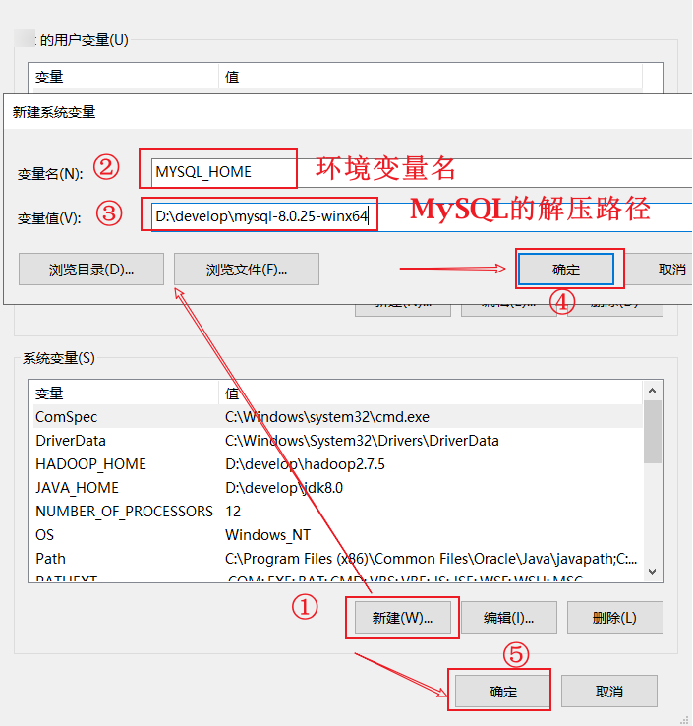 的用户变量(U)
变量 值
新建系统变量
变量名(N): ② MYSQL_HOME 环境变量名
变量值(V): ③ D:\develop\mysql-8.0.25-winx64 MySQL的解压路径
浏览目录(D)... 浏览文件(F)... 确定 取消
④
系统变量(S)
变量 值
ComSpec C:\Windows\system32\cmd.exe
DriverData C:\Windows\System32\Drivers\DriverData
HADOOP_HOME D:\develop\hadoop2.7.5
JAVA_HOME D:\develop\jdk8.0
NUMBER_OF_PROCESSORS 12
OS Windows_NT
Path C:\Program Files (x86)\Common Files\Oracle\Java\javapath;C:...
PATHEXT .COM;.EXE;.BAT;.CMD;.VBS;.VBE;.JS;.JSE;.WSF;.WSH;.MSC
① 新建(W)... 编辑(I)... 删除(L)
⑤
确定 取消